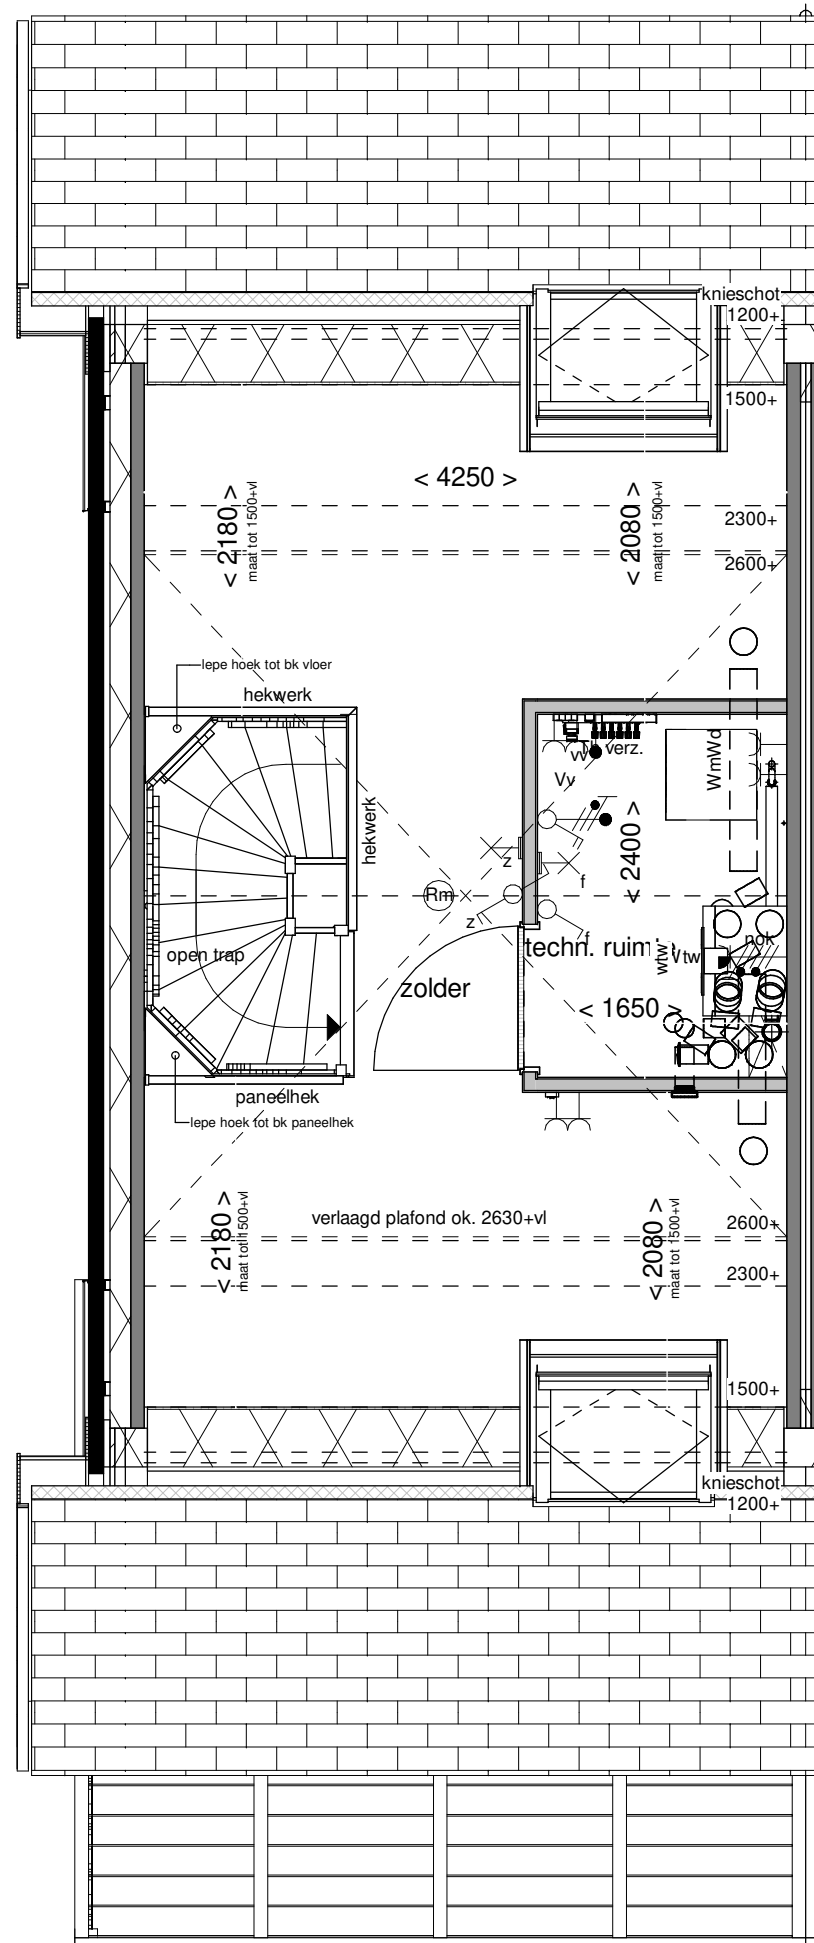 knieschot
1200+
1500+
< 4250 >
< 2180 >
maat tot 1500+vl
< 2080 >
maat tot 1500+vl
2300+
2600+
lepe hoek tot bk vloer
hekwerk
hekwerk
verz.
Vv
WmWd
< 2400 >
z
f
Rm
z
f
open trap
techn. ruim
wtw
tw
nok
zolder
< 1650 >
paneelhek
lepe hoek tot bk paneelhek
< 2180 >
maat tot 1500+vl
verlaagd plafond ok. 2630+vl
< 2080 >
maat tot 1500+vl
2600+
2300+
1500+
knieschot
1200+